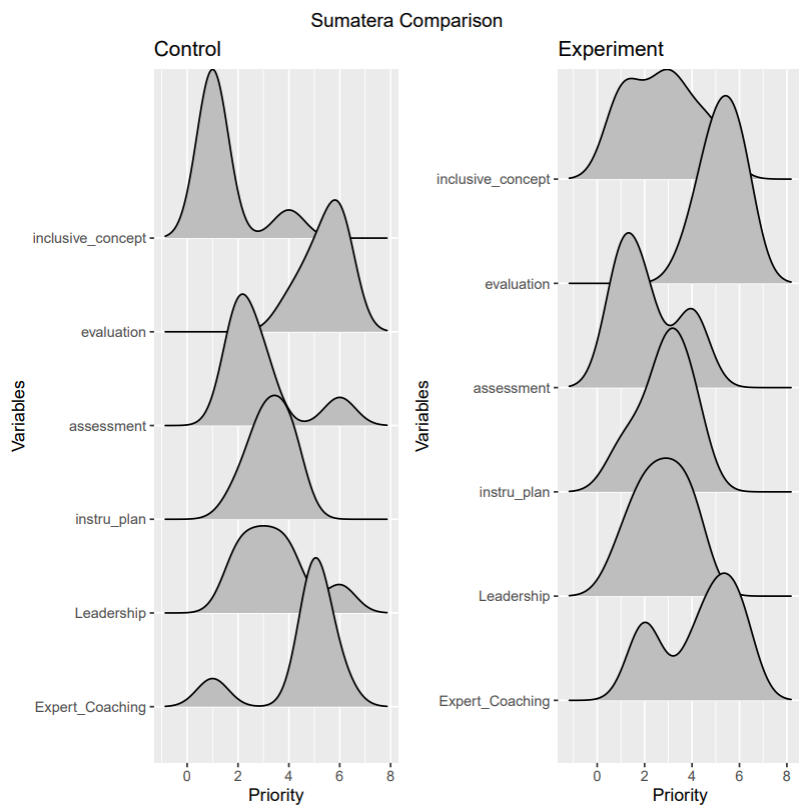 Sumatera Comparison
Control
Experiment
Variables
inclusive_concept
evaluation
assessment
instru_plan
Leadership
Expert_Coaching
0 2 4 6 8
Priority
Variables
inclusive_concept
evaluation
assessment
instru_plan
Leadership
Expert_Coaching
0 2 4 6 8
Priority